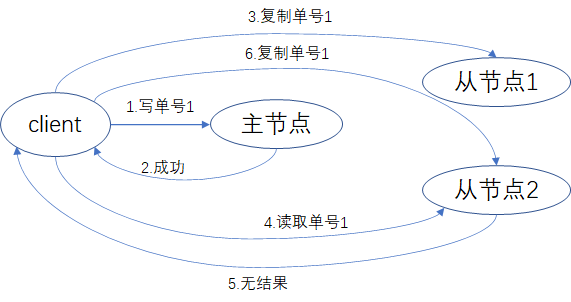 3.复制单号1
6.复制单号1
从节点1
client
1.写单号1
主节点
2.成功
从节点2
4.读取单号1
5.无结果